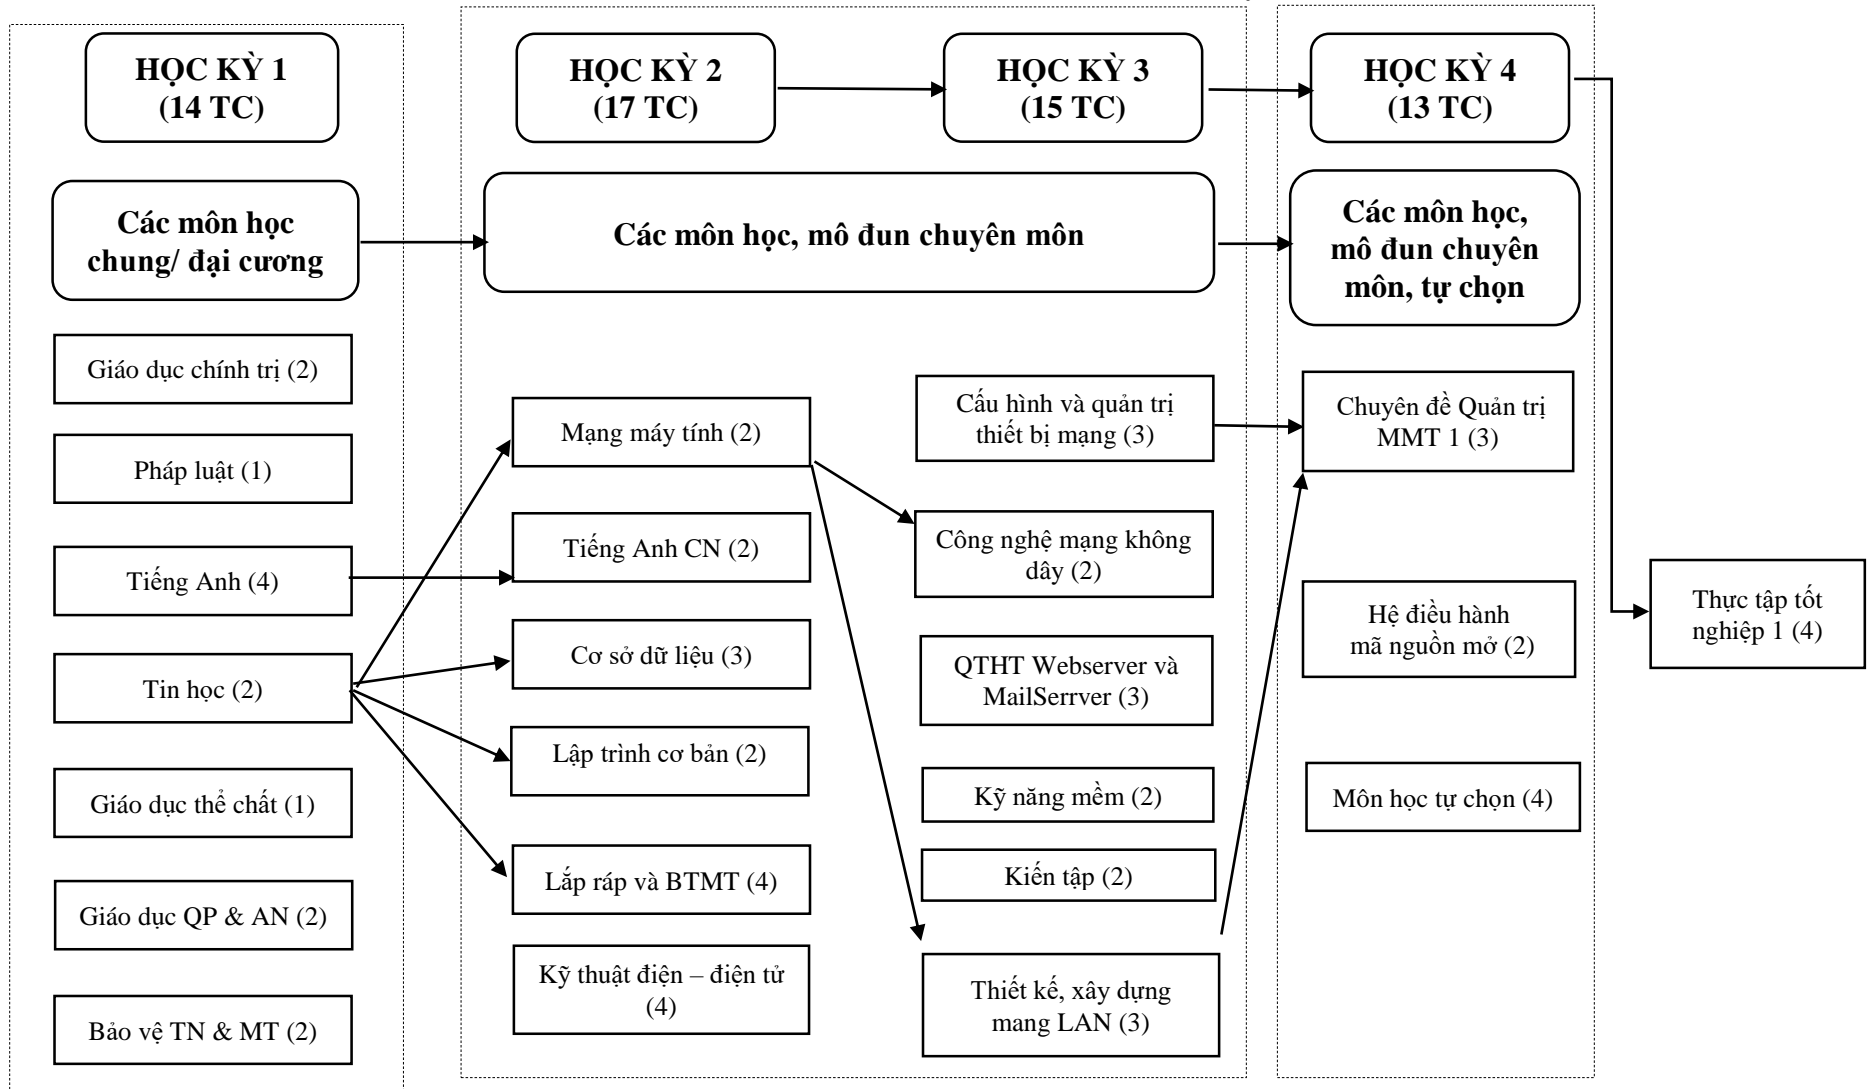 HỌC KỲ 1
(14 TC)
HỌC KỲ 2
(17 TC)
HỌC KỲ 3
(15 TC)
HỌC KỲ 4
(13 TC)
Các môn học
chung/ đại cương
Các môn học, mô đun chuyên môn
Các môn học,
mô đun chuyên
môn, tự chọn
Giáo dục chính trị (2)
Pháp luật (1)
Tiếng Anh (4)
Tin học (2)
Giáo dục thể chất (1)
Giáo dục QP & AN (2)
Bảo vệ TN & MT (2)
Mạng máy tính (2)
Tiếng Anh CN (2)
Cơ sở dữ liệu (3)
Lập trình cơ bản (2)
Lắp ráp và BTMT (4)
Kỹ thuật điện – điện tử
(4)
Cấu hình và quản trị
thiết bị mạng (3)
Công nghệ mạng không
dây (2)
QTHT Webserver và
MailSerrver (3)
Kỹ năng mềm (2)
Kiến tập (2)
Thiết kế, xây dựng
mang LAN (3)
Chuyên đề Quản trị
MMT 1 (3)
Hệ điều hành
mã nguồn mở (2)
Môn học tự chọn (4)
Thực tập tốt
nghiệp 1 (4)